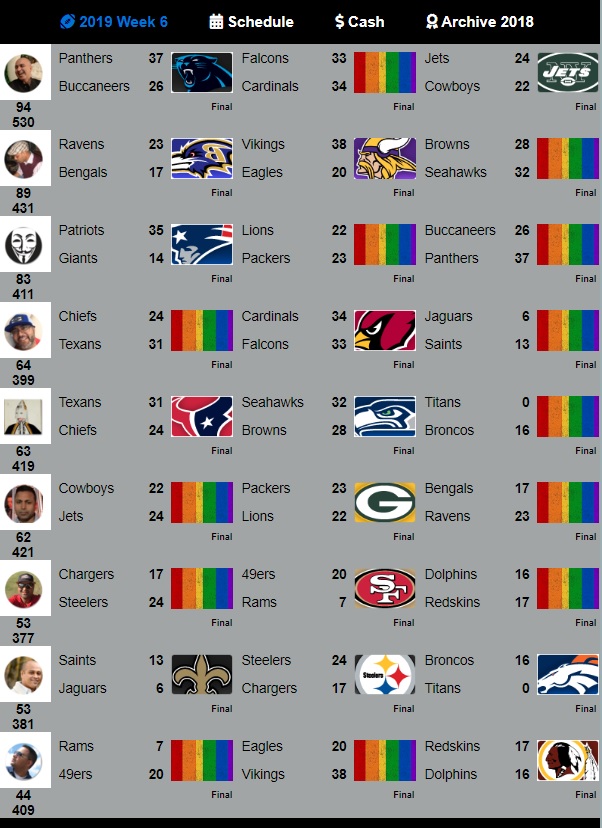 2019 Week 6 Schedule $ Cash Archive 2018
Panthers 37 Falcons 33 Jets 24
Buccaneers 26 Cardinals 34 Cowboys 22
JETS
Final Final Final
94
530
Ravens 23 Vikings 38 Browns 28
Bengals 17 Eagles 20 Seahawks 32
Final Final Final
89
431
Patriots 35 Lions 22 Buccaneers 26
Giants 14 Packers 23 Panthers 37
Final Final Final
83
411
Chiefs 24 Cardinals 34 Jaguars 6
Texans 31 Falcons 33 Saints 13
Final Final Final
64
399
Texans 31 Seahawks 32 Titans 0
Chiefs 24 Browns 28 Broncos 16
Final Final Final
63
419
Cowboys 22 Packers 23 Bengals 17
Jets 24 Lions 22 Ravens 23
G
Final Final Final
62
421
Chargers 17 49ers 20 Dolphins 16
Steelers 24 Rams 7 Redskins 17
SF
Final Final Final
53
377
Saints 13 Steelers 24 Broncos 16
Jaguars 6 Chargers 17 Titans 0
Steelers
Final Final Final
53
381
Rams 7 Eagles 20 Redskins 17
49ers 20 Vikings 38 Dolphins 16
Final Final Final
44
409